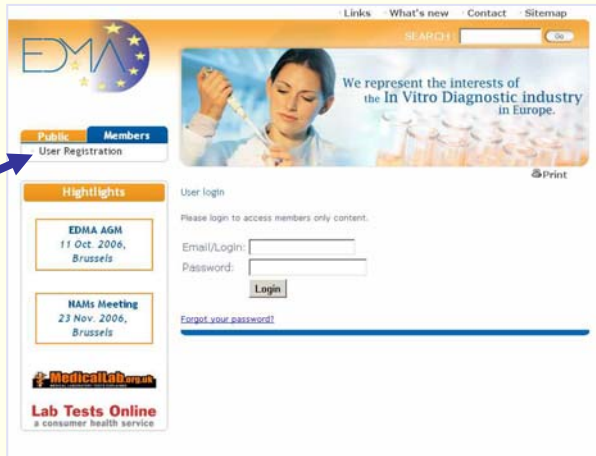 Links What's new Contact Sitemap
SEARCH Go
EDMA
We represent the interests of
the In Vitro Diagnostic industry
in Europe.
Public Members
User Registration
Print
Hightlights
EDMA AGM
11 Oct. 2006,
Brussels
NAMs Meeting
23 Nov. 2006,
Brussels
MedicalLab.org.uk
Lab Tests Online
a consumer health service
User login
Please login to access members only content.
Email/Login:
Password:
Login
Forgot your password?